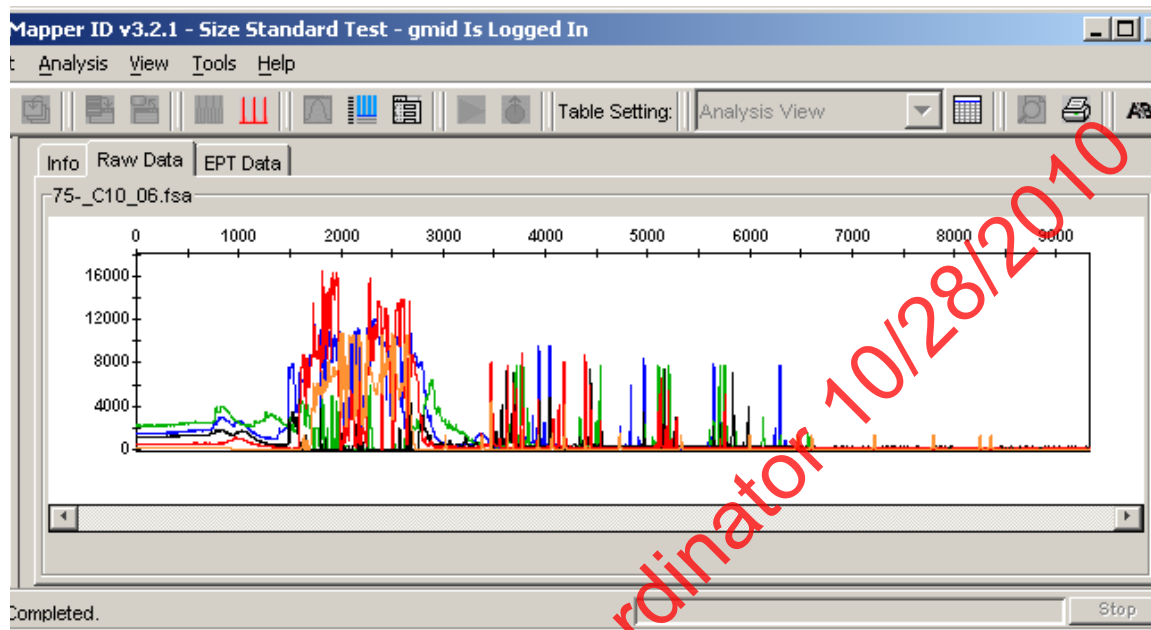 Mapper ID v3.2.1 - Size Standard Test - gmid Is Logged In
Analysis View Tools Help
Table Setting: Analysis View
Info Raw Data EPT Data
75-_C10_06.fsa
0 1000 2000 3000 4000 5000 6000 7000 8000 9000
16000
12000
8000
4000
0
rdinator 10/28/2010
Completed.
Stop